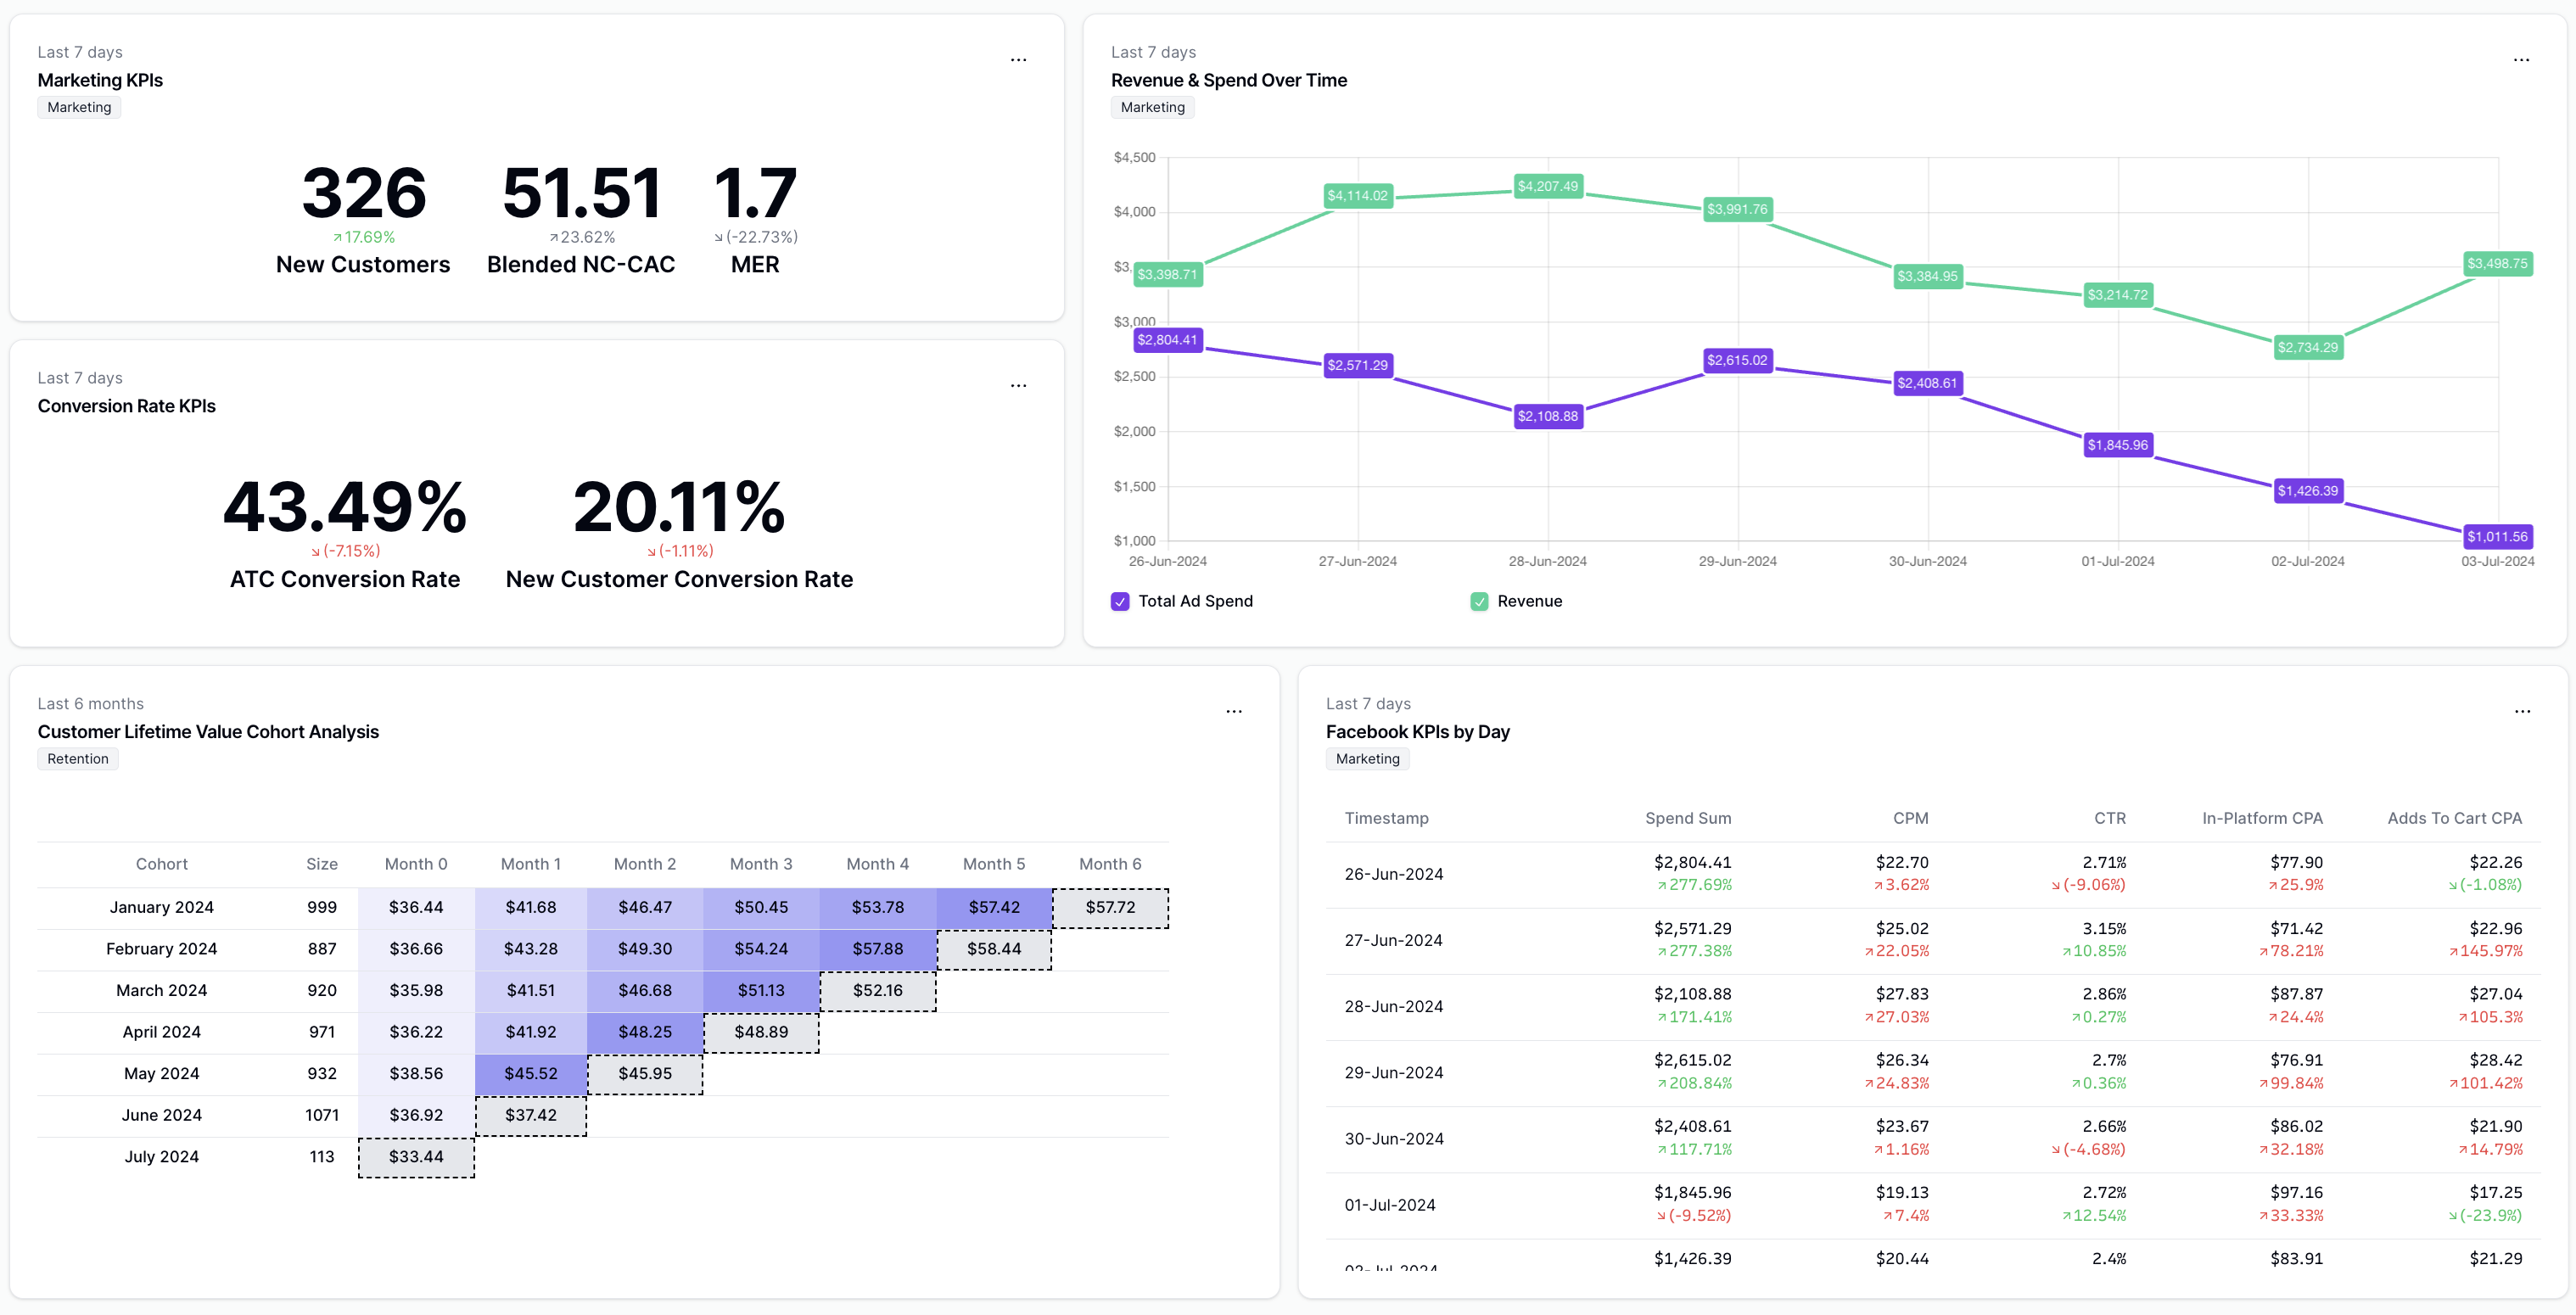 Last 7 days
Marketing KPIs
Marketing
326 51.51 1.7
17.69% 23.62% (-22.73%)
New Customers Blended NC-CAC MER
Last 7 days
Conversion Rate KPIs
43.49% 20.11%
(-7.15%) (-1.11%)
ATC Conversion Rate New Customer Conversion Rate
Last 7 days
Revenue & Spend Over Time
Marketing
$4,500
$4,000
$3,
$3,000
$2,500
$2,000
$1,500
$1,000
$3,398.71 $4,114.02 $4,207.49 $3,991.76 $3,384.95 $3,214.72 $2,734.29 $3,498.75
$2,804.41 $2,571.29 $2,108.88 $2,615.02 $2,408.61 $1,845.96 $1,426.39 $1,011.56
26-Jun-2024 27-Jun-2024 28-Jun-2024 29-Jun-2024 30-Jun-2024 01-Jul-2024 02-Jul-2024 03-Jul-2024
Total Ad Spend Revenue
Last 6 months
Customer Lifetime Value Cohort Analysis
Retention
Cohort Size Month 0 Month 1 Month 2 Month 3 Month 4 Month 5 Month 6
January 2024 999 $36.44 $41.68 $46.47 $50.45 $53.78 $57.42 $57.72
February 2024 887 $36.66 $43.28 $49.30 $54.24 $57.88 $58.44
March 2024 920 $35.98 $41.51 $46.68 $51.13 $52.16
April 2024 971 $36.22 $41.92 $48.25 $48.89
May 2024 932 $38.56 $45.52 $45.95
June 2024 1071 $36.92 $37.42
July 2024 113 $33.44
Last 7 days
Facebook KPIs by Day
Marketing
Timestamp Spend Sum CPM CTR In-Platform CPA Adds To Cart CPA
26-Jun-2024 $2,804.41 $22.70 2.71% $77.90 $22.26
277.69% 3.62% (-9.06%) 25.9% (-1.08%)
27-Jun-2024 $2,571.29 $25.02 3.15% $71.42 $22.96
277.38% 22.05% 10.85% 78.21% 145.97%
28-Jun-2024 $2,108.88 $27.83 2.86% $87.87 $27.04
171.41% 27.03% 0.27% 24.4% 105.3%
29-Jun-2024 $2,615.02 $26.34 2.7% $76.91 $28.42
208.84% 24.83% 0.36% 99.84% 101.42%
30-Jun-2024 $2,408.61 $23.67 2.66% $86.02 $21.90
117.71% 1.16% (-4.68%) 32.18% 14.79%
01-Jul-2024 $1,845.96 $19.13 2.72% $97.16 $17.25
(-9.52%) 7.4% 12.54% 33.33% (-23.9%)
02-Jul-2024 $1,426.39 $20.44 2.4% $83.91 $21.29